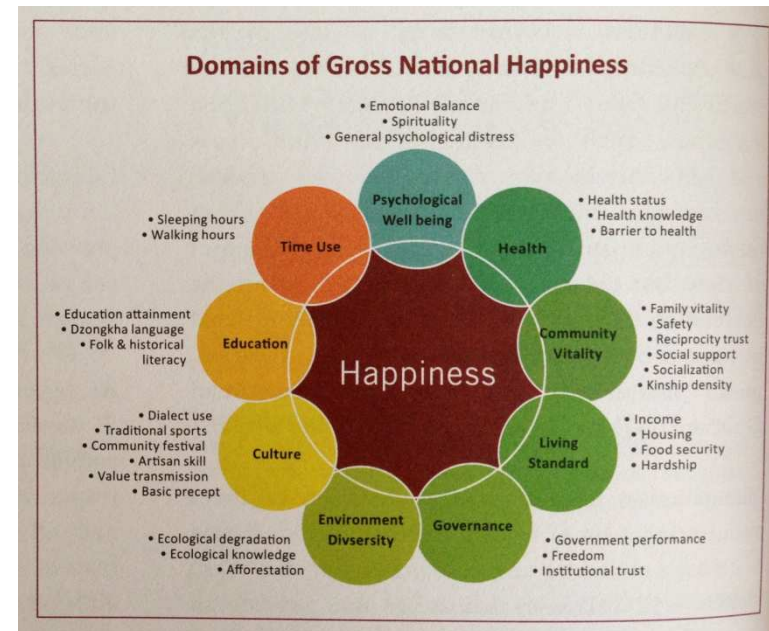 Domains of Gross National Happiness
• Emotional Balance
• Spirituality
• General psychological distress
Psychological
Well being
• Health status
• Health knowledge
• Barrier to health
Health
• Family vitality
• Safety
• Reciprocity trust
• Social support
• Socialization
• Kinship density
Community
Vitality
• Income
• Housing
• Food security
• Hardship
Living
Standard
• Government performance
• Freedom
• Institutional trust
Governance
Environment
Divsersity
• Ecological degradation
• Ecological knowledge
• Afforestation
Culture
• Dialect use
• Traditional sports
• Community festival
• Artisan skill
• Value transmission
• Basic precept
Education
• Education attainment
• Dzongkha language
• Folk & historical
literacy
Time Use
• Sleeping hours
• Walking hours
Happiness